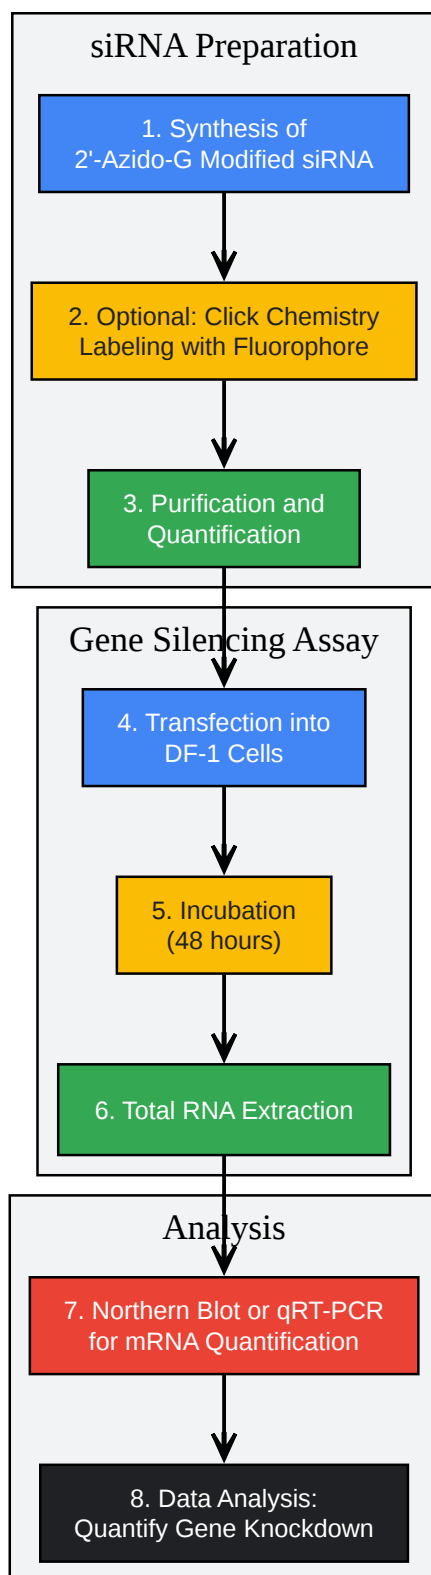 siRNA Preparation
1. Synthesis of
2'-Azido-G Modified siRNA
2. Optional: Click Chemistry
Labeling with Fluorophore
3. Purification and
Quantification
Gene Silencing Assay
4. Transfection into
DF-1 Cells
5. Incubation
(48 hours)
6. Total RNA Extraction
Analysis
7. Northern Blot or qRT-PCR
for mRNA Quantification
8. Data Analysis:
Quantify Gene Knockdown